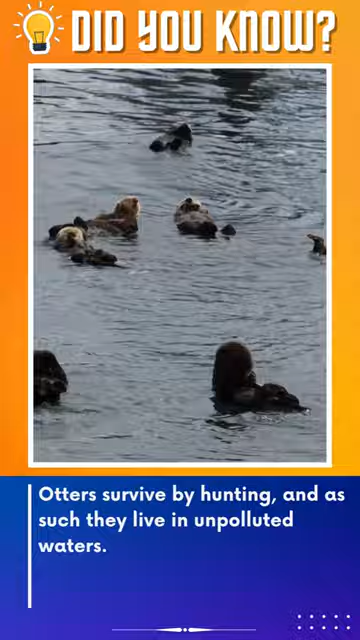 DID YOU KNOW?
Otters survive by hunting, and as
such they live in unpolluted
waters.